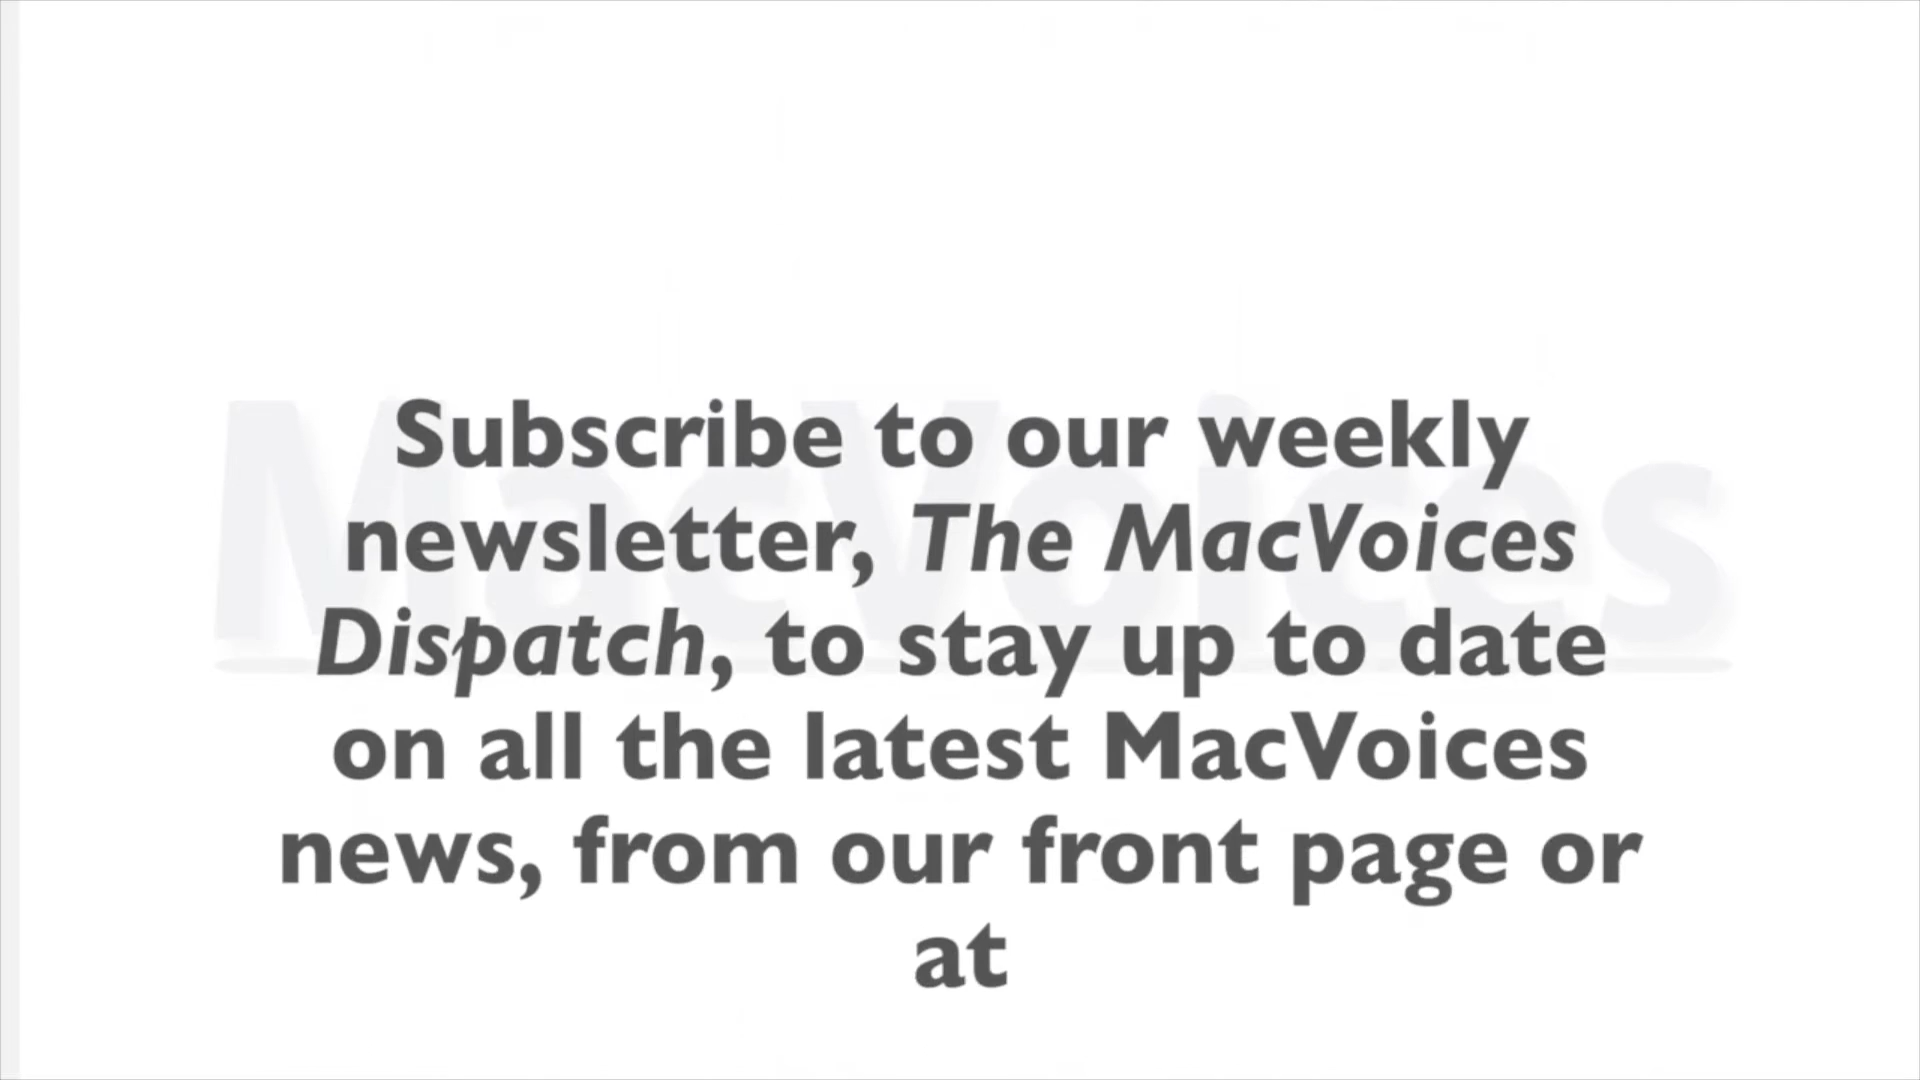 MacVoices
Subscribe to our weekly
newsletter, The MacVoices
Dispatch, to stay up to date
on all the latest MacVoices
news, from our front page or
at